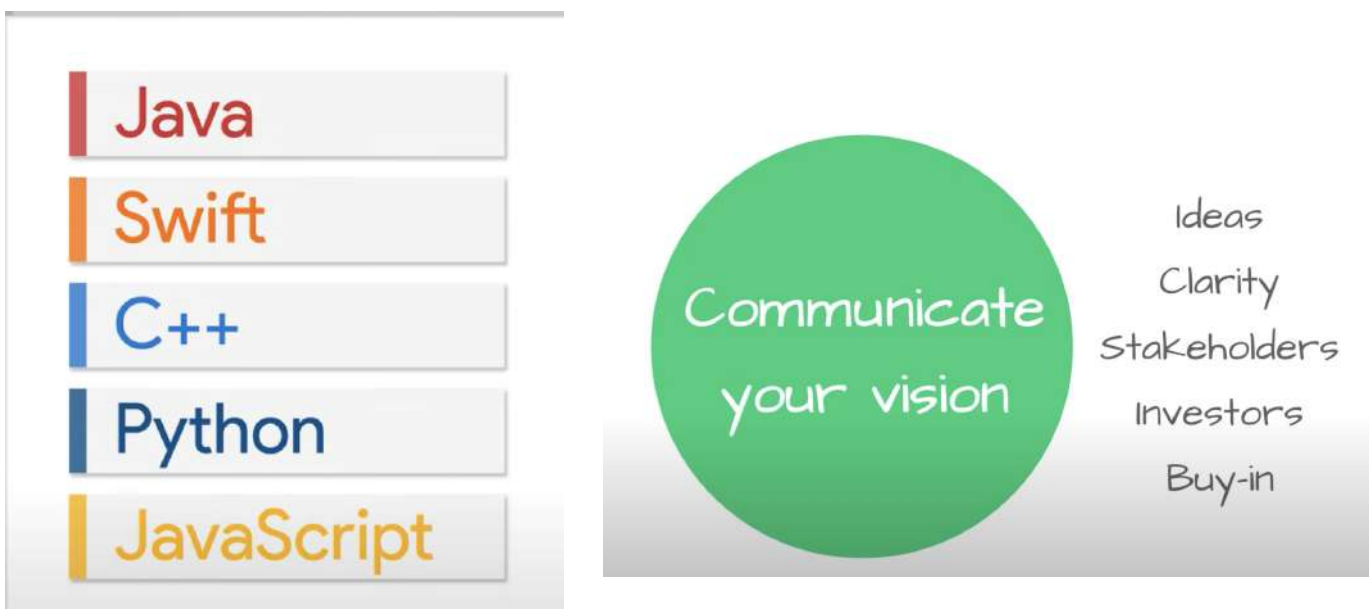 Java
Swift
C++
Python
JavaScript
Communicate
your vision
Ideas
Clarity
Stakeholders
Investors
Buy-in